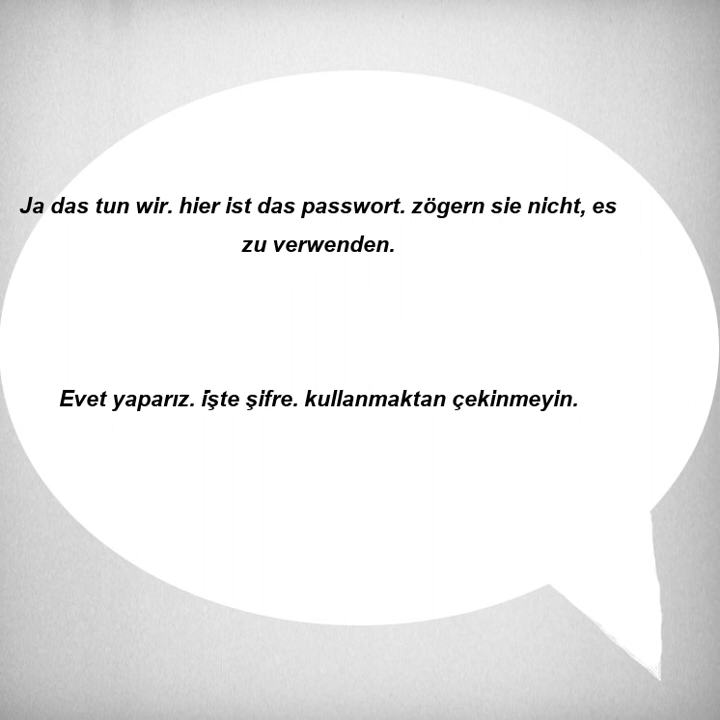 Ja das tun wir. hier ist das passwort. zögern sie nicht, es
zu verwenden.
Evet yaparız. i̇şte şifre. kullanmaktan çekinmeyin.